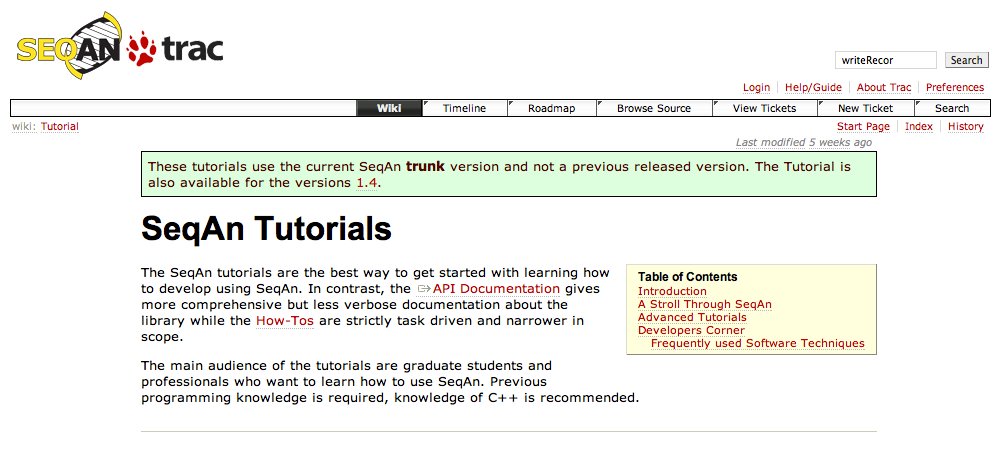 SEQAN trac
writeRecor Search
Login Help/Guide About Trac Preferences
Wiki Timeline Roadmap Browse Source View Tickets New Ticket Search
wiki: Tutorial Start Page Index History
Last modified 5 weeks ago
These tutorials use the current SeqAn trunk version and not a previous released version. The Tutorial is
also available for the versions 1.4.
SeqAn Tutorials
The SeqAn tutorials are the best way to get started with learning how
to develop using SeqAn. In contrast, the API Documentation gives
more comprehensive but less verbose documentation about the
library while the How-Tos are strictly task driven and narrower in
scope.
Table of Contents
Introduction
A Stroll Through SeqAn
Advanced Tutorials
Developers Corner
Frequently used Software Techniques
The main audience of the tutorials are graduate students and
professionals who want to learn how to use SeqAn. Previous
programming knowledge is required, knowledge of C++ is recommended.